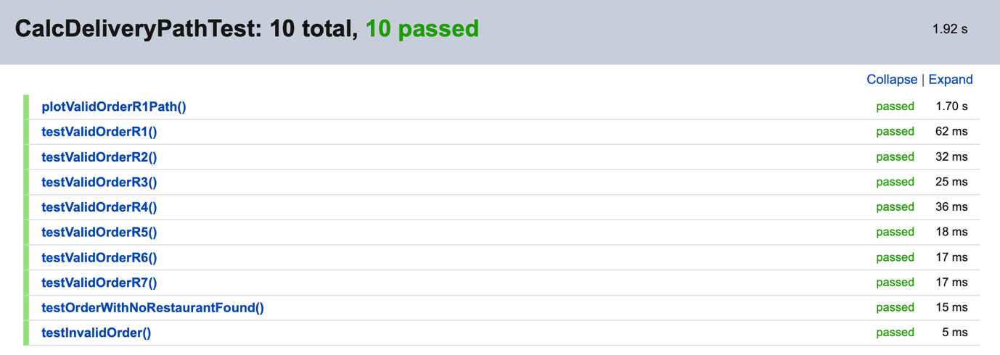 CalcDeliveryPathTest: 10 total, 10 passed 1.92 s
Collapse | Expand
plotValidOrderR1Path() passed 1.70 s
testValidOrderR1() passed 62 ms
testValidOrderR2() passed 32 ms
testValidOrderR3() passed 25 ms
testValidOrderR4() passed 36 ms
testValidOrderR5() passed 18 ms
testValidOrderR6() passed 17 ms
testValidOrderR7() passed 17 ms
testOrderWithNoRestaurantFound() passed 15 ms
testInvalidOrder() passed 5 ms